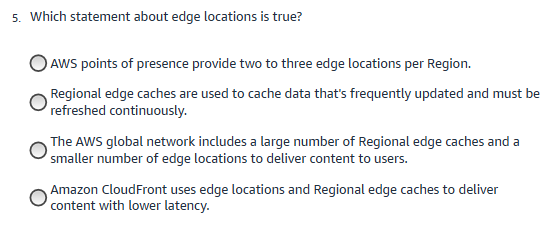 5. Which statement about edge locations is true?
AWS points of presence provide two to three edge locations per Region.
Regional edge caches are used to cache data that's frequently updated and must be
refreshed continuously.
The AWS global network includes a large number of Regional edge caches and a
smaller number of edge locations to deliver content to users.
Amazon CloudFront uses edge locations and Regional edge caches to deliver
content with lower latency.